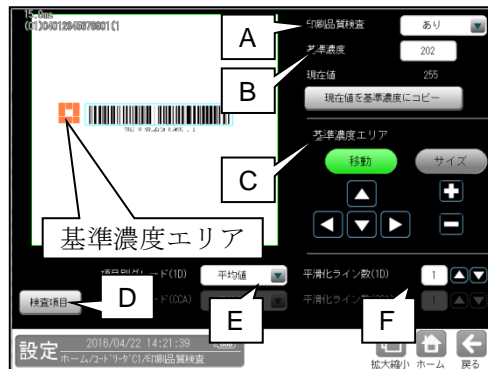 15.0ms
A
印刷品質検査
あり
基準濃度
202
B
現在値
255
現在値を基準濃度にコピー
C
基準濃度エリア
移動
サイズ
基準濃度エリア
平均値
平滑化ライン数(1D)
1
検査項目
D
E
F
1
設定
2016/04/22 14:21:39
ホーム/コードリーダC1/印刷品質検査
拡大縮小
ホーム
戻る